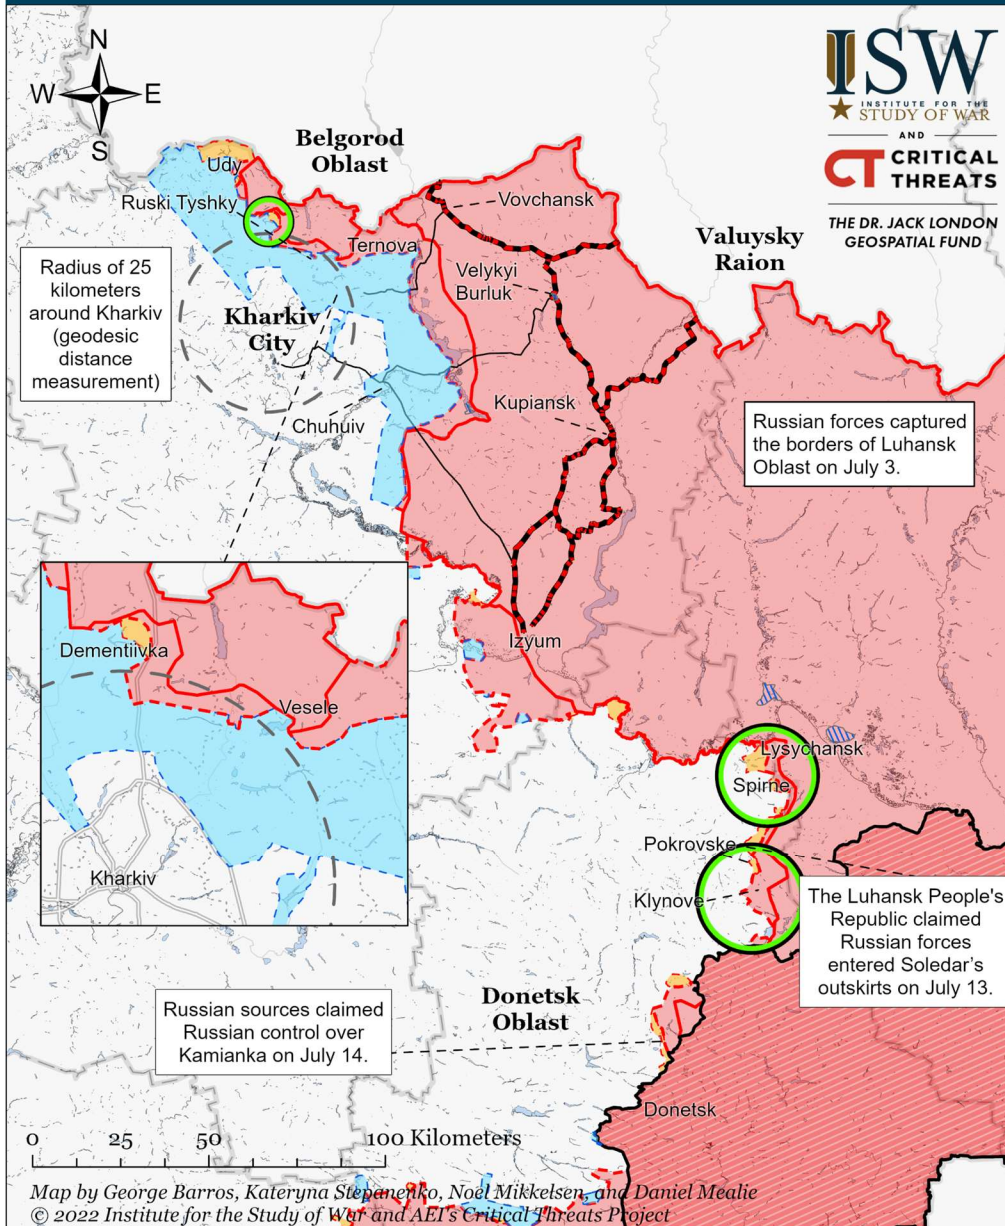 N
W E
S
ISW
INSTITUTE FOR THE
STUDY OF WAR
AND
CT CRITICAL
THREATS
THE DR. JACK LONDON
GEOSPATIAL FUND
Belgorod
Oblast
Udy
Ruski Tyshky
Vovchansk
Ternova
Valuysky
Raion
Velykyi
Burluk
Radius of 25
kilometers
around Kharkiv
(geodesic
distance
measurement)
Kharkiv
City
Kupiansk
Chuhuiv
Russian forces captured
the borders of Luhansk
Oblast on July 3.
Dementiivka
Vesele
Kharkiv
Izyum
Lysychansk
Spirne
Pokrovske
Klynove
The Luhansk People's
Republic claimed
Russian forces
entered Soledar's
outskirts on July 13.
Donetsk
Oblast
Russian sources claimed
Russian control over
Kamianka on July 14.
Donetsk
0 25 50 100 Kilometers
Map by George Barros, Kateryna Stepanenko, Noel Mikkelsen, and Daniel Mealie
© 2022 Institute for the Study of War and AEI's Critical Threats Project